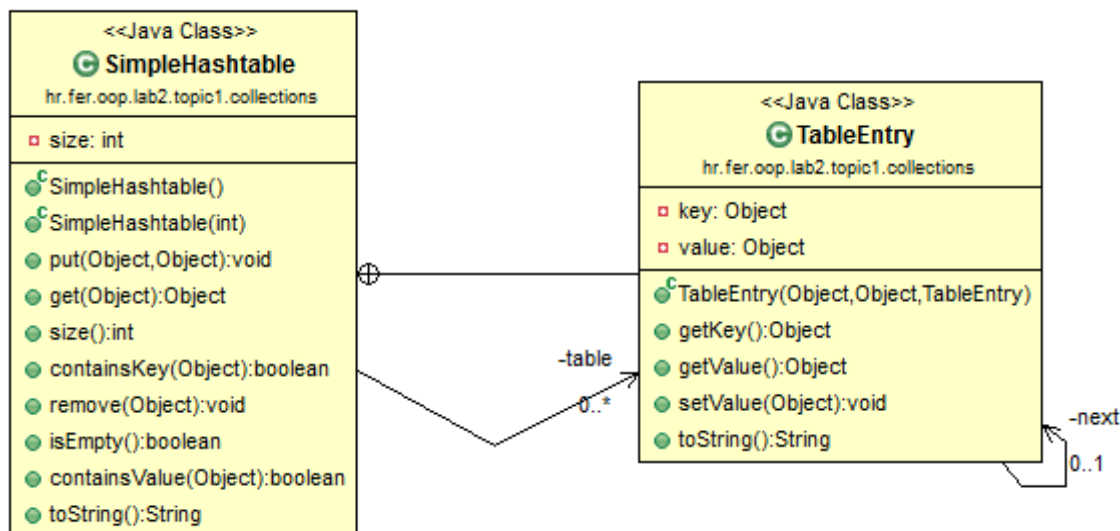 <<Java Class>>
SimpleHashtable
hr.fer.oop.lab2.topic1.collections
size: int
SimpleHashtable()
SimpleHashtable(int)
put(Object,Object):void
get(Object):Object
size():int
containsKey(Object):boolean
remove(Object):void
isEmpty():boolean
containsValue(Object):boolean
toString():String
<<Java Class>>
TableEntry
hr.fer.oop.lab2.topic1.collections
key: Object
value: Object
TableEntry(Object,Object,TableEntry)
getKey():Object
getValue():Object
setValue(Object):void
toString():String
-table
0..*
-next
0..1